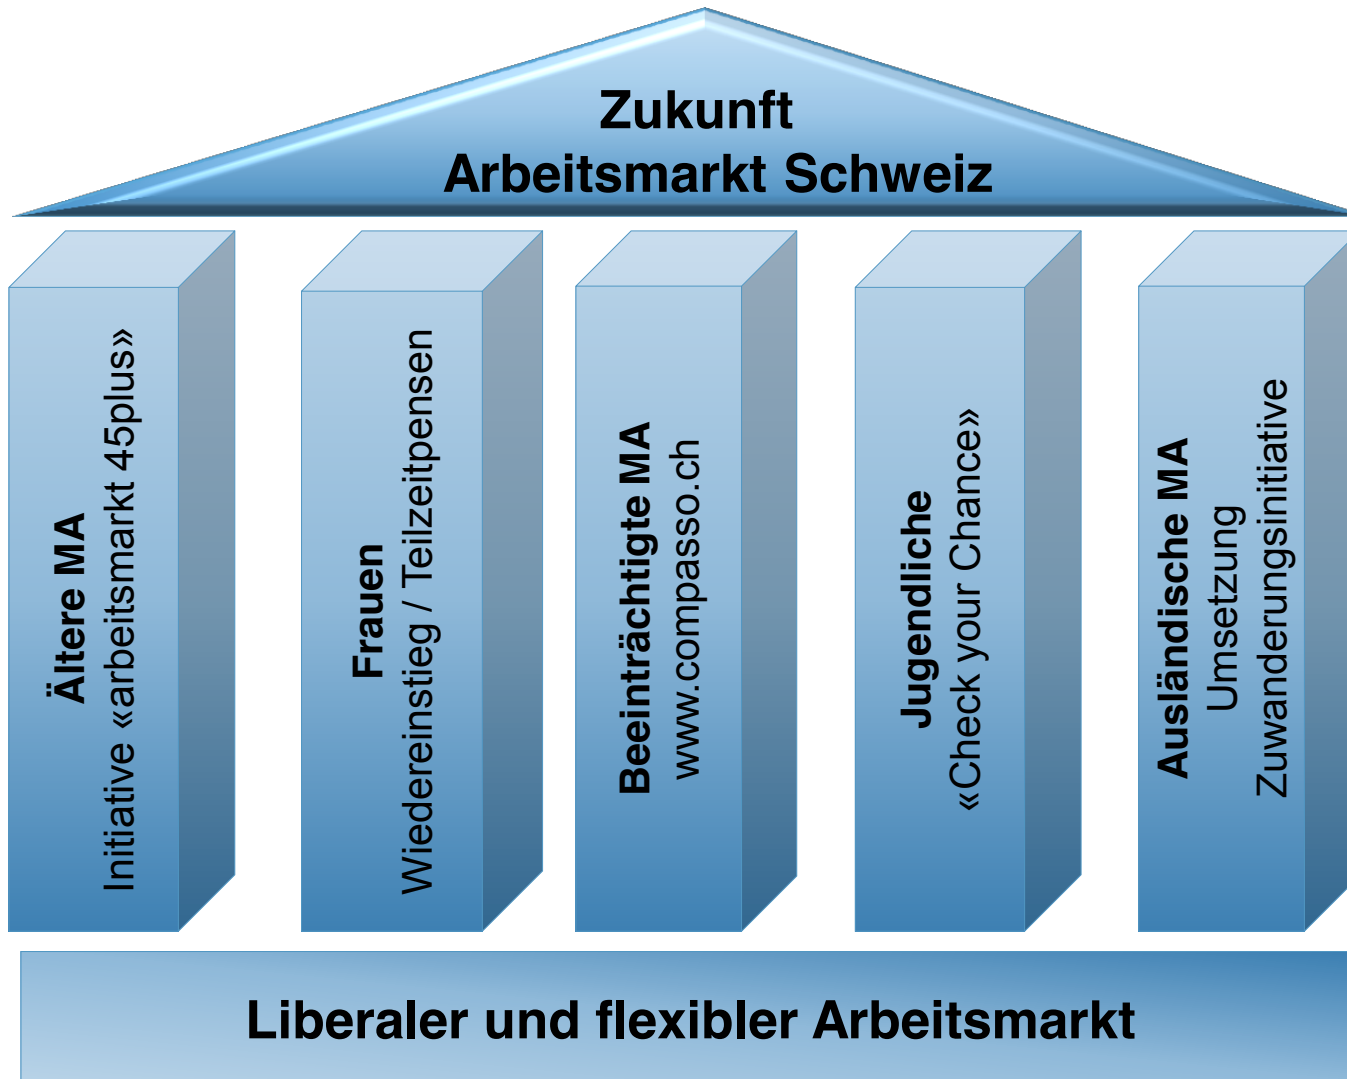 Zukunft
Arbeitsmarkt Schweiz
Ältere MA
Initiative «arbeitsmarkt 45plus»
Frauen
Wiedereinstieg / Teilzeitpensen
Beeinträchtigte MA
www.compasso.ch
Jugendliche
«Check your Chance»
Ausländische MA
Umsetzung
Zuwanderungsinitiative
Liberaler und flexibler Arbeitsmarkt